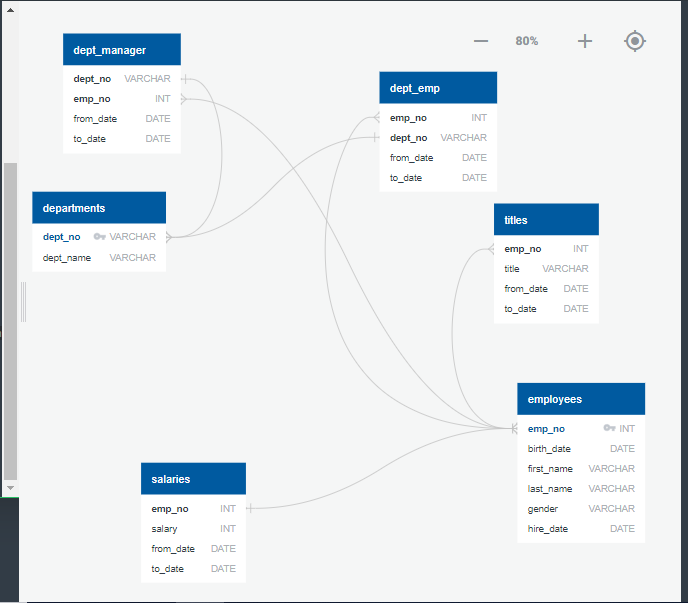 80%
dept_manager
dept_no VARCHAR
emp_no INT
from_date DATE
to_date DATE
dept_emp
emp_no INT
dept_no VARCHAR
from_date DATE
to_date DATE
departments
dept_no VARCHAR
dept_name VARCHAR
titles
emp_no INT
title VARCHAR
from_date DATE
to_date DATE
employees
emp_no INT
birth_date DATE
first_name VARCHAR
last_name VARCHAR
gender VARCHAR
hire_date DATE
salaries
emp_no INT
salary INT
from_date DATE
to_date DATE